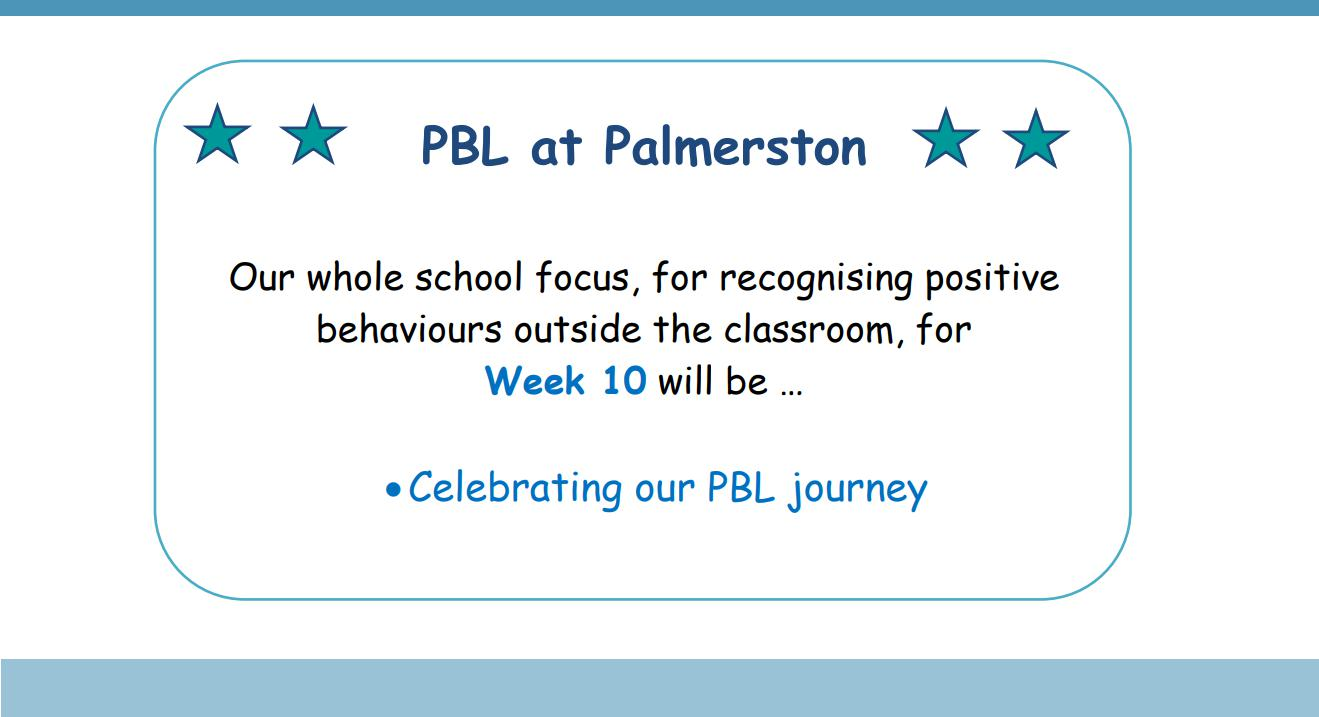 PBL at Palmerston
Our whole school focus, for recognising positive
behaviours outside the classroom, for
Week 10 will be …
• Celebrating our PBL journey